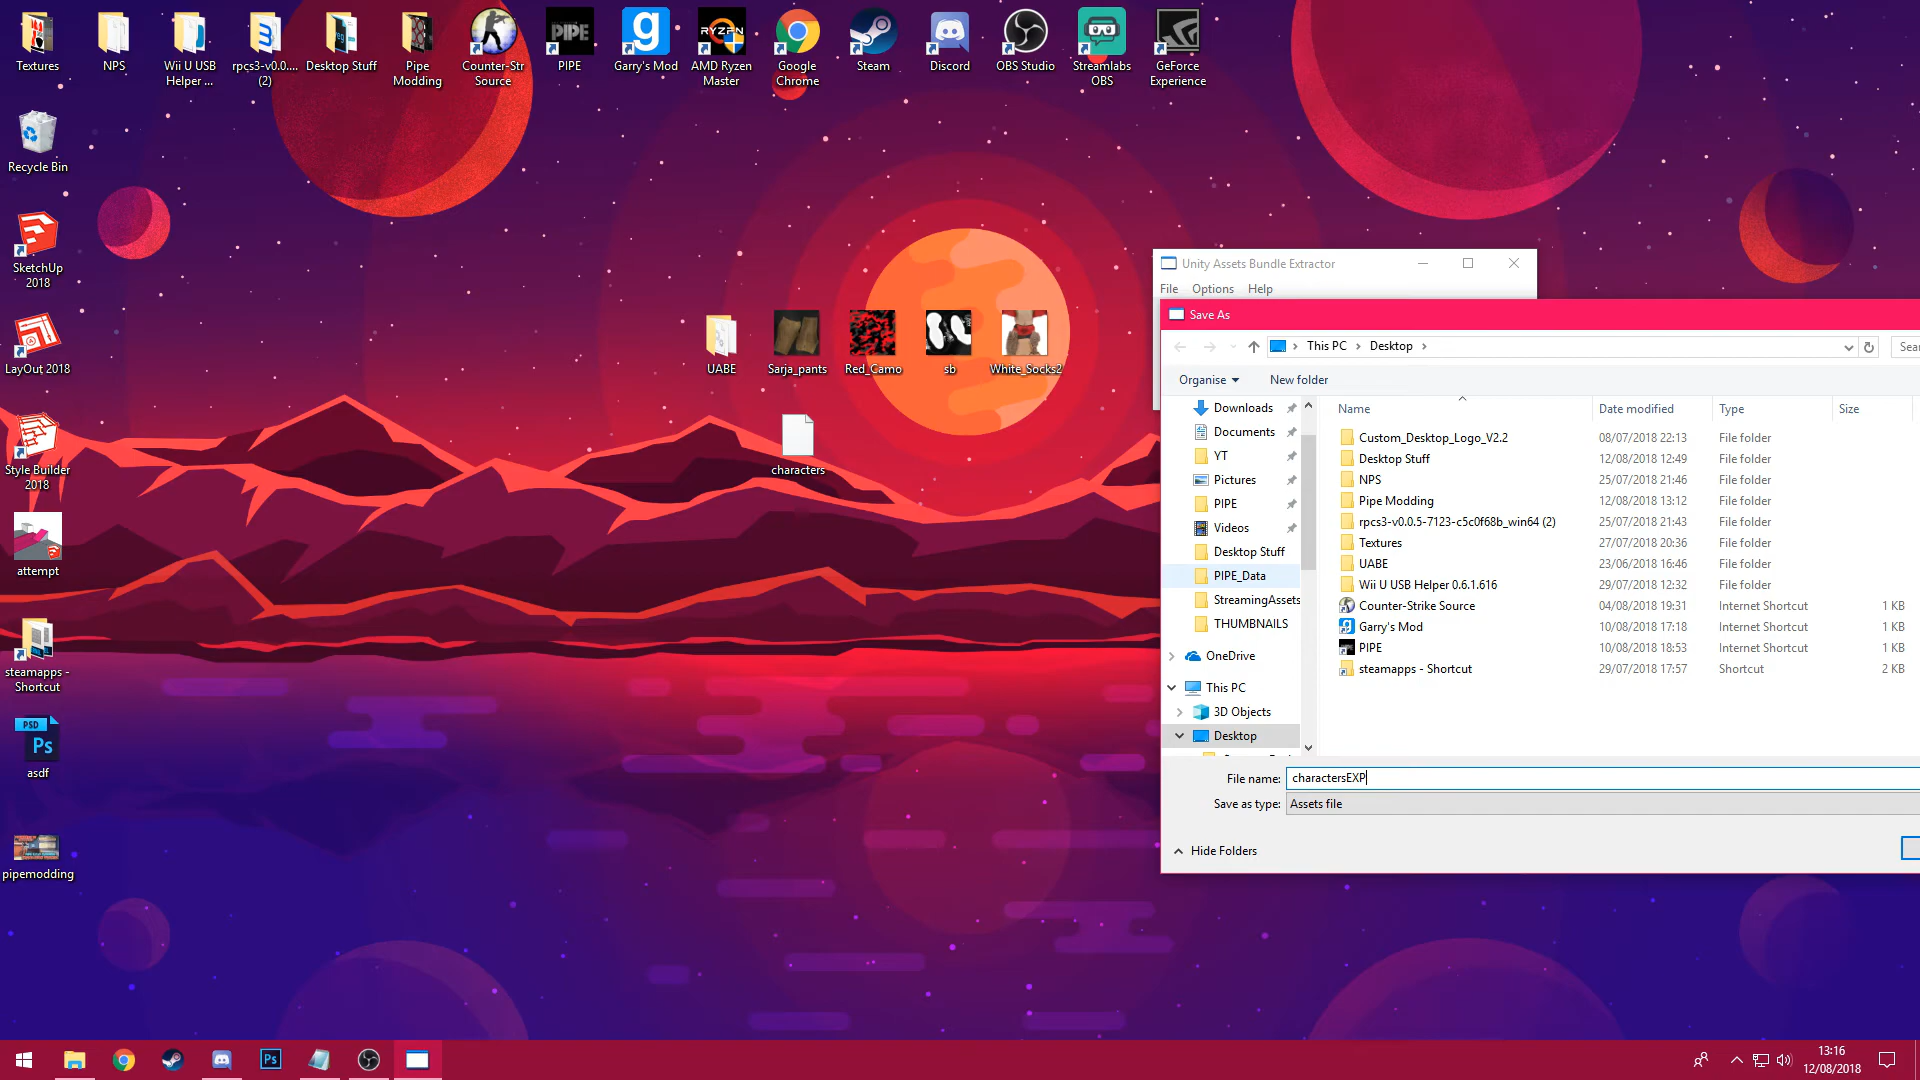 Textures
NPS
Wii U USB
Helper ...
rpcs3-v0.0....
(2)
Desktop Stuff
Pipe
Modding
Counter-Str
Source
PIPE
PIPE
Garry's Mod
RYZEN
AMD Ryzen
Master
Google
Chrome
Steam
Discord
OBS Studio
Streamlabs
OBS
GeForce
Experience
Recycle Bin
SketchUp
2018
LayOut 2018
Style Builder
2018
attempt
steamapps -
Shortcut
PSD
Ps
asdf
pipemodding
UABE
Sarja_pants
Red_Camo
sb
White_Socks2
characters
Unity Assets Bundle Extractor
File Options Help
Save As
This PC
Desktop
Sear
Organise
New folder
Downloads
Documents
YT
Pictures
PIPE
Videos
Desktop Stuff
PIPE_Data
StreamingAssets
THUMBNAILS
OneDrive
This PC
3D Objects
Desktop
Name Date modified Type Size
Custom_Desktop_Logo_V2.2 08/07/2018 22:13 File folder
Desktop Stuff 12/08/2018 12:49 File folder
NPS 25/07/2018 21:46 File folder
Pipe Modding 12/08/2018 13:12 File folder
rpcs3-v0.0.5-7123-c5c0f68b_win64 (2) 25/07/2018 21:43 File folder
Textures 27/07/2018 20:36 File folder
UABE 23/06/2018 16:46 File folder
Wii U USB Helper 0.6.1.616 29/07/2018 12:32 File folder
Counter-Strike Source 04/08/2018 19:31 Internet Shortcut 1 KB
Garry's Mod 10/08/2018 17:18 Internet Shortcut 1 KB
PIPE 10/08/2018 18:53 Internet Shortcut 1 KB
steamapps - Shortcut 29/07/2018 17:57 Shortcut 2 KB
File name: charactersEXP
Save as type: Assets file
Hide Folders
Ps
13:16
12/08/2018